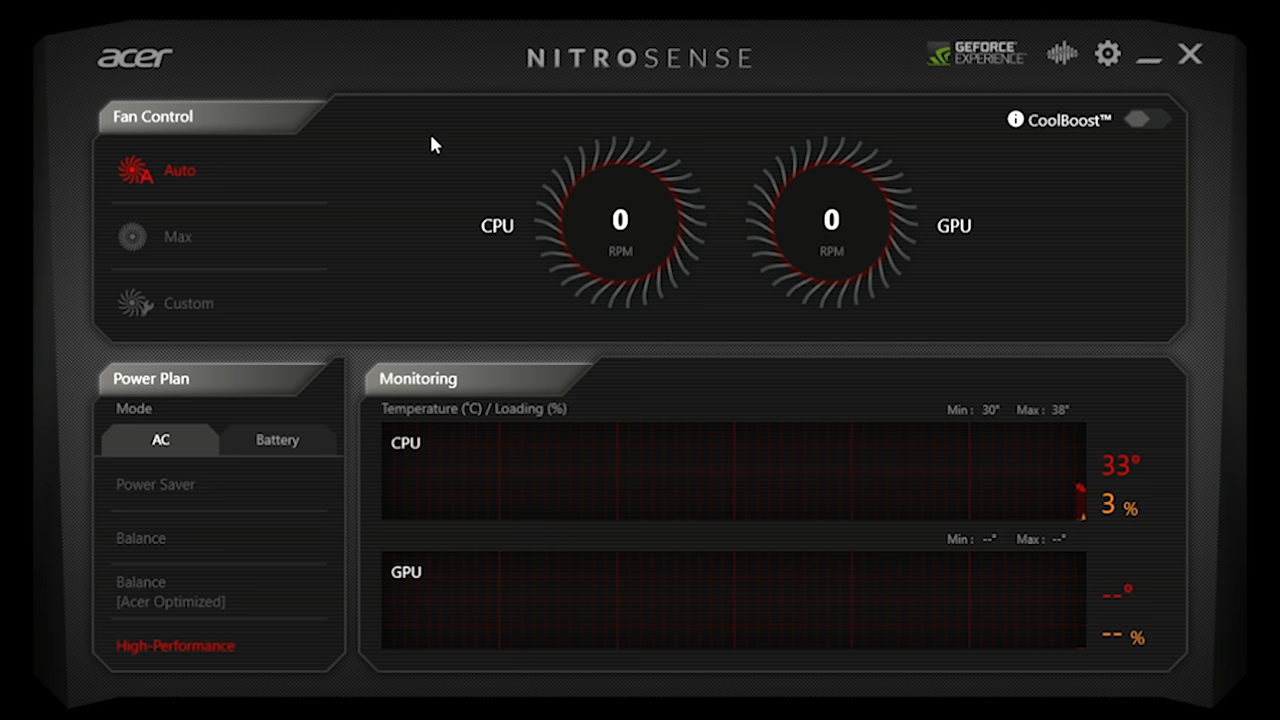 acer
NITROSENSE
GEFORCE
EXPERIENCE
Fan Control
CoolBoost™
Auto
Max
Custom
CPU
0
RPM
0
RPM
GPU
Power Plan
Mode
AC
Battery
Power Saver
Balance
Balance
[Acer Optimized]
High-Performance
Monitoring
Temperature (°C) / Loading (%)
Min : 30° Max : 38°
CPU
33°
3 %
Min : --° Max : --°
GPU
--°
-- %